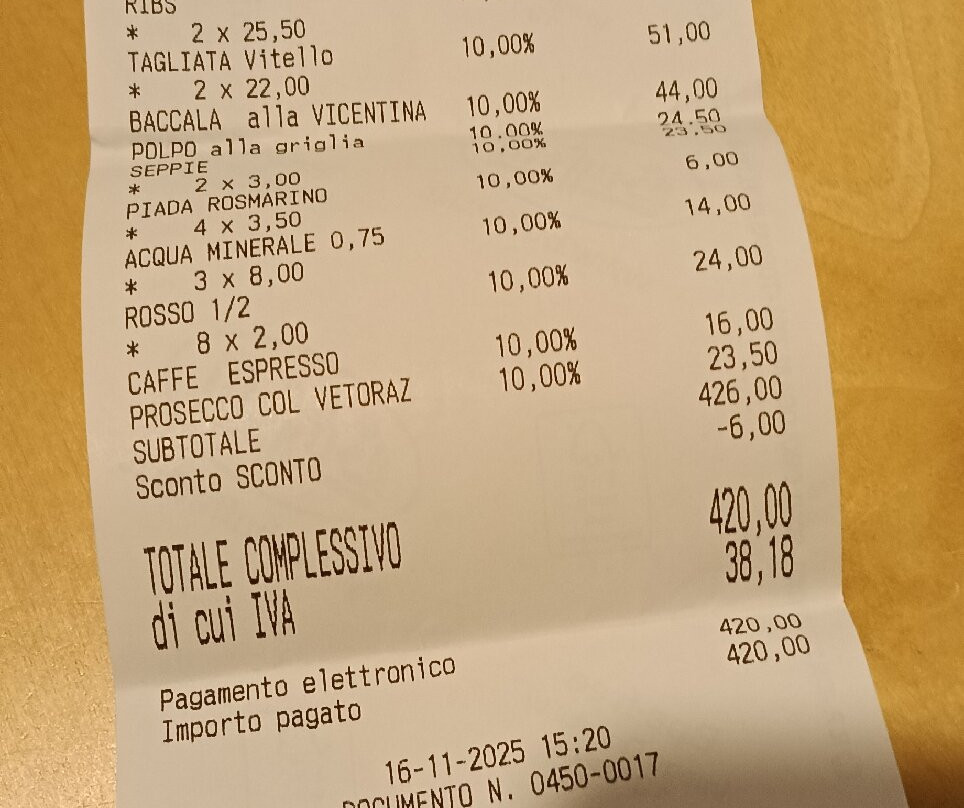 RIBS
* 2 x 25,50
TAGLIATA Vitello 10,00% 51,00
* 2 x 22,00
BACCALA alla VICENTINA 10,00% 44,00
POLPO alla griglia 10,00% 24,50
SEPPIE 10,00% 23,50
* 2 x 3,00
PIADA ROSMARINO 10,00% 6,00
* 4 x 3,50
ACQUA MINERALE 0,75 10,00% 14,00
* 3 x 8,00
ROSSO 1/2 10,00% 24,00
* 8 x 2,00
CAFFE ESPRESSO 10,00% 16,00
PROSECCO COL VETORAZ 10,00% 23,50
SUBTOTALE 426,00
Sconto SCONTO -6,00
TOTALE COMPLESSIVO 420,00
di cui IVA 38,18
Pagamento elettronico 420,00
Importo pagato 420,00
16-11-2025 15:20
DOCUMENTO N. 0450-0017